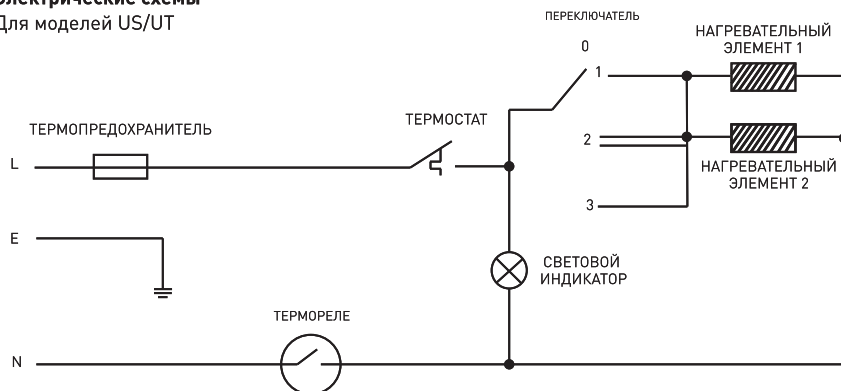 Электрические схемы
Для моделей US/UT
ПЕРЕКЛЮЧАТЕЛЬ
0
НАГРЕВАТЕЛЬНЫЙ
ЭЛЕМЕНТ 1
1
ТЕРМОПРЕДОХРАНИТЕЛЬ
ТЕРМОСТАТ
2
L
НАГРЕВАТЕЛЬНЫЙ
ЭЛЕМЕНТ 2
3
E
СВЕТОВОЙ
ИНДИКАТОР
ТЕРМОРЕЛЕ
N